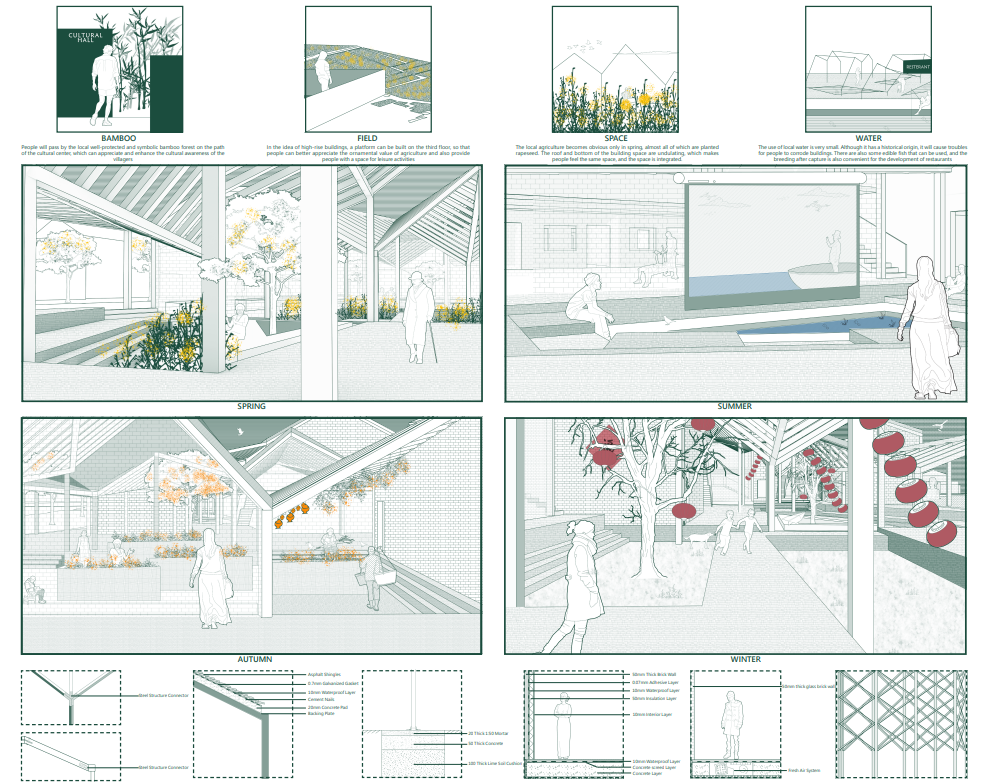 CULTURAL
HALL
BAMBOO
People will pass by the local well-protected and symbolic bamboo forest on the path
of the cultural center, which can appreciate and enhance the cultural awareness of the
villagers
FIELD
In the idea of high-rise buildings, a platform can be built on the third floor, so that
people can better appreciate the ornamental value of agriculture and also provide
people with a space for leisure activities
SPACE
The local agriculture becomes obvious only in spring, almost all of which are planted
rapeseed. The roof and bottom of the building space are undulating, which makes
people feel the same space, and the space is integrated.
WATER
The use of local water is very small. Although it has a historical origin, it will cause troubles
for people to corrode buildings. There are also some edible fish that can be used, and the
breeding after capture is also convenient for the development of restaurants
SPRING
SUMMER
AUTUMN
WINTER
Steel Structure Connector
Steel Structure Connector
Asphalt Shingles
0.7mm Galvanized Gasket
10mm Waterproof Layer
Cement Nails
20mm Concrete Pad
Backing Plate
20 Thick 1:50 Mortar
60 Thick Concrete
100 Thick Lime Soil Cushion
50mm Thick Brick Wall
0.07mm Adhesive Layer
10mm Waterproof Layer
50mm Insulation Layer
10mm Interior Layer
10mm Waterproof Layer
Concrete screed Layer
Concrete Layer
50mm Thick glass brick wall
Fresh Air System